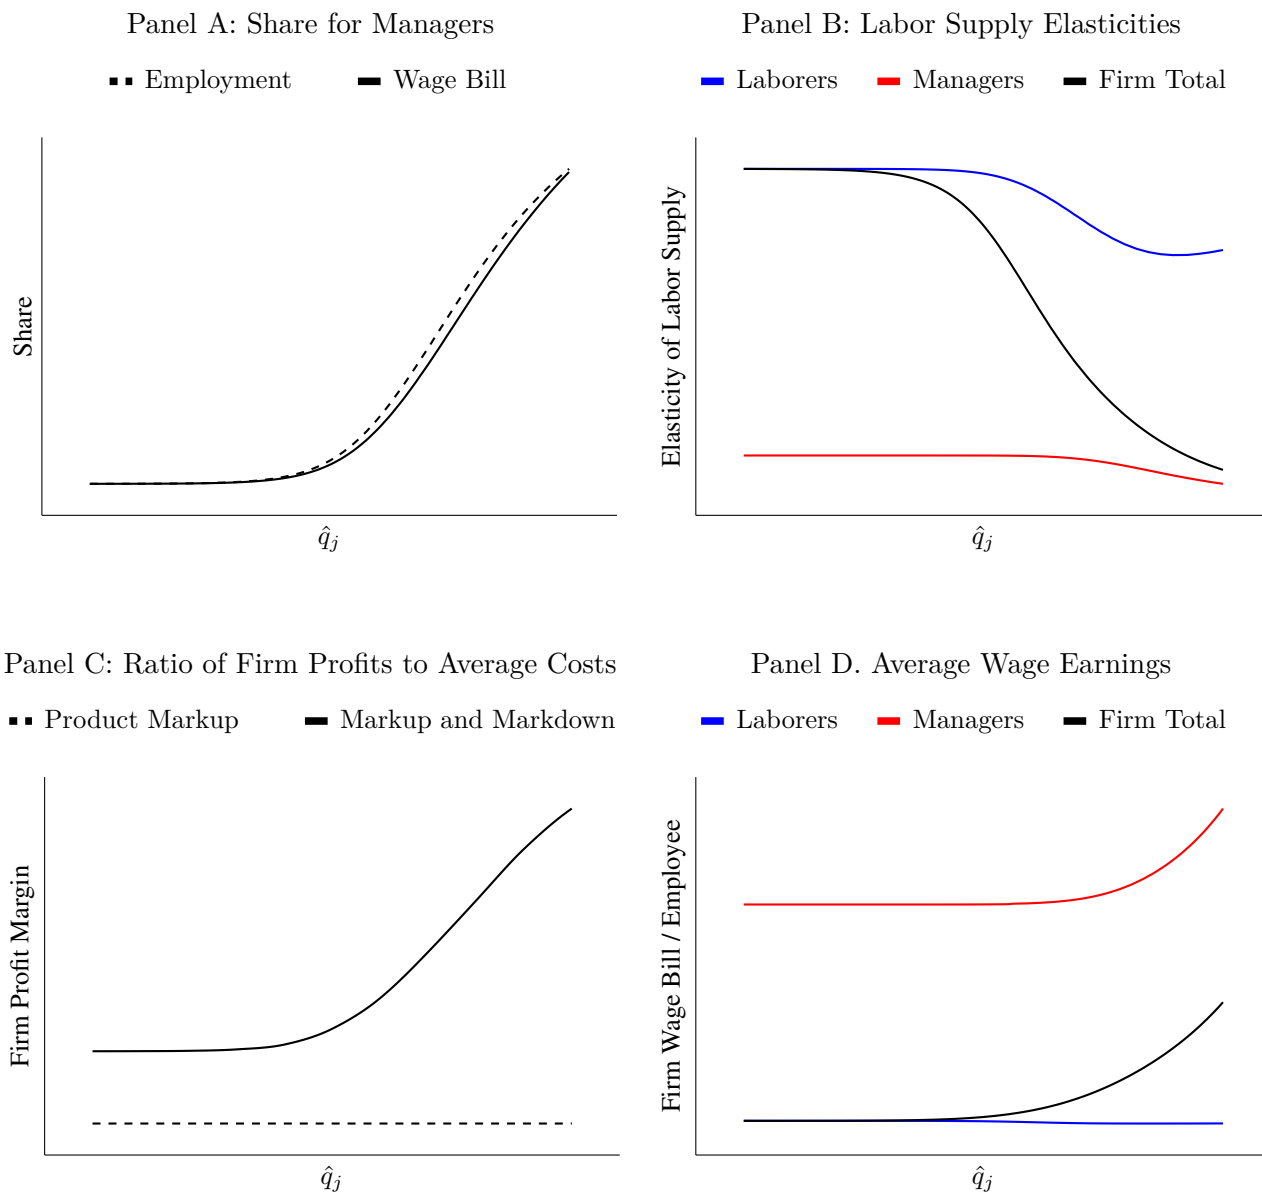 Panel A: Share for Managers
Employment
Wage Bill
Share
q̂j
Panel B: Labor Supply Elasticities
Laborers
Managers
Firm Total
Elasticity of Labor Supply
q̂j
Panel C: Ratio of Firm Profits to Average Costs
Product Markup
Markup and Markdown
Firm Profit Margin
q̂j
Panel D. Average Wage Earnings
Laborers
Managers
Firm Total
Firm Wage Bill / Employee
q̂j